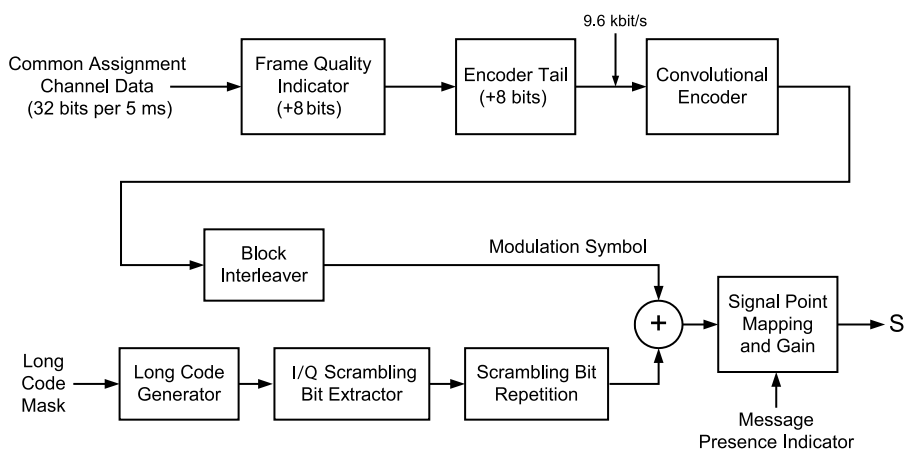 9.6 kbit/s
Common Assignment
Channel Data
(32 bits per 5 ms)
Frame Quality
Indicator
(+8 bits)
Encoder Tail
(+8 bits)
Convolutional
Encoder
Block
Interleaver
Modulation Symbol
Signal Point
Mapping
and Gain
S
+
Long
Code
Mask
Long Code
Generator
I/Q Scrambling
Bit Extractor
Scrambling Bit
Repetition
Message
Presence Indicator